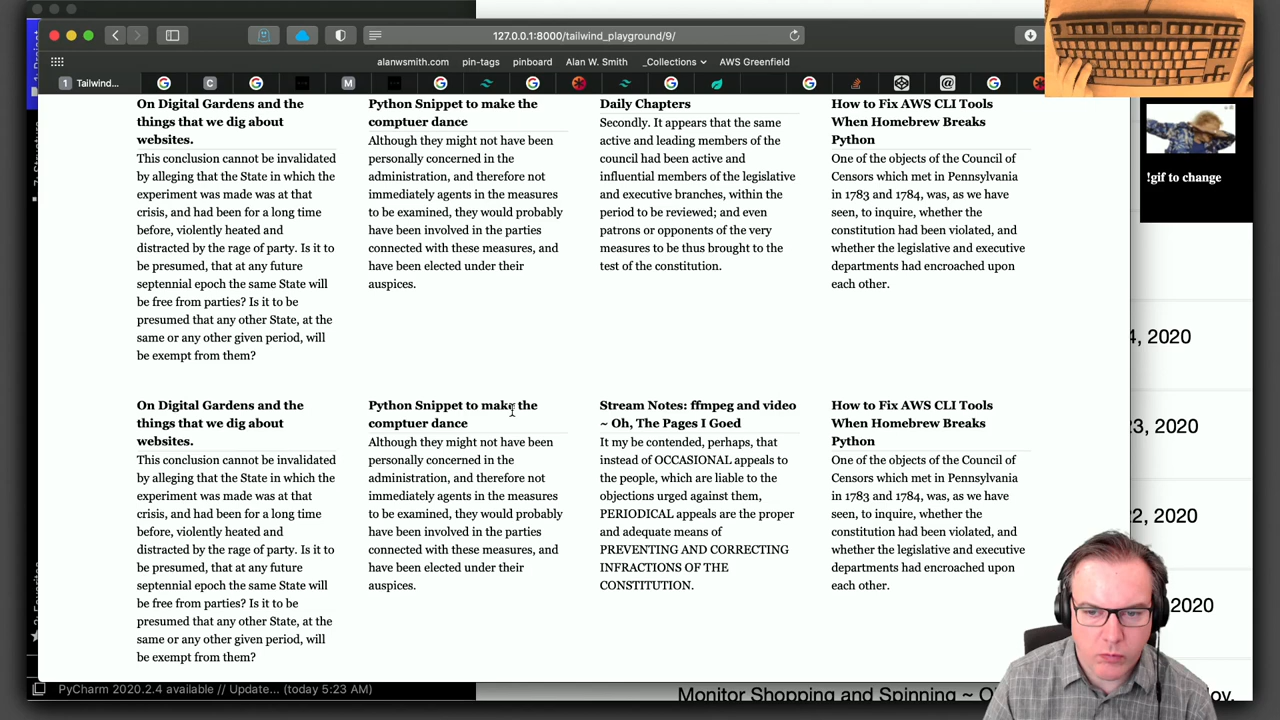 127.0.0.1:8000/tailwind_playground/9/
alanwsmith.com pin-tags pinboard Alan W. Smith _Collections AWS Greenfield
1 Tailwind...
On Digital Gardens and the
things that we dig about
websites.
This conclusion cannot be invalidated
by alleging that the State in which the
experiment was made was at that
crisis, and had been for a long time
before, violently heated and
distracted by the rage of party. Is it to
be presumed, that at any future
septennial epoch the same State will
be free from parties? Is it to be
presumed that any other State, at the
same or any other given period, will
be exempt from them?
Python Snippet to make the
comptuer dance
Although they might not have been
personally concerned in the
administration, and therefore not
immediately agents in the measures
to be examined, they would probably
have been involved in the parties
connected with these measures, and
have been elected under their
auspices.
Daily Chapters
Secondly. It appears that the same
active and leading members of the
council had been active and
influential members of the legislative
and executive branches, within the
period to be reviewed; and even
patrons or opponents of the very
measures to be thus brought to the
test of the constitution.
How to Fix AWS CLI Tools
When Homebrew Breaks
Python
One of the objects of the Council of
Censors which met in Pennsylvania
in 1783 and 1784, was, as we have
seen, to inquire, whether the
constitution had been violated, and
whether the legislative and executive
departments had encroached upon
each other.
On Digital Gardens and the
things that we dig about
websites.
This conclusion cannot be invalidated
by alleging that the State in which the
experiment was made was at that
crisis, and had been for a long time
before, violently heated and
distracted by the rage of party. Is it to
be presumed, that at any future
septennial epoch the same State will
be free from parties? Is it to be
presumed that any other State, at the
same or any other given period, will
be exempt from them?
Python Snippet to make the
comptuer dance
Although they might not have been
personally concerned in the
administration, and therefore not
immediately agents in the measures
to be examined, they would probably
have been involved in the parties
connected with these measures, and
have been elected under their
auspices.
Stream Notes: ffmpeg and video
~ Oh, The Pages I Goed
It my be contended, perhaps, that
instead of OCCASIONAL appeals to
the people, which are liable to the
objections urged against them,
PERIODICAL appeals are the proper
and adequate means of
PREVENTING AND CORRECTING
INFRACTIONS OF THE
CONSTITUTION.
How to Fix AWS CLI Tools
When Homebrew Breaks
Python
One of the objects of the Council of
Censors which met in Pennsylvania
in 1783 and 1784, was, as we have
seen, to inquire, whether the
constitution had been violated, and
whether the legislative and executive
departments had encroached upon
each other.
!gif to change
4, 2020
23, 2020
22, 2020
2020
PyCharm 2020.2.4 available // Update... (today 5:23 AM)
Monitor Shopping and Spinning ~ O